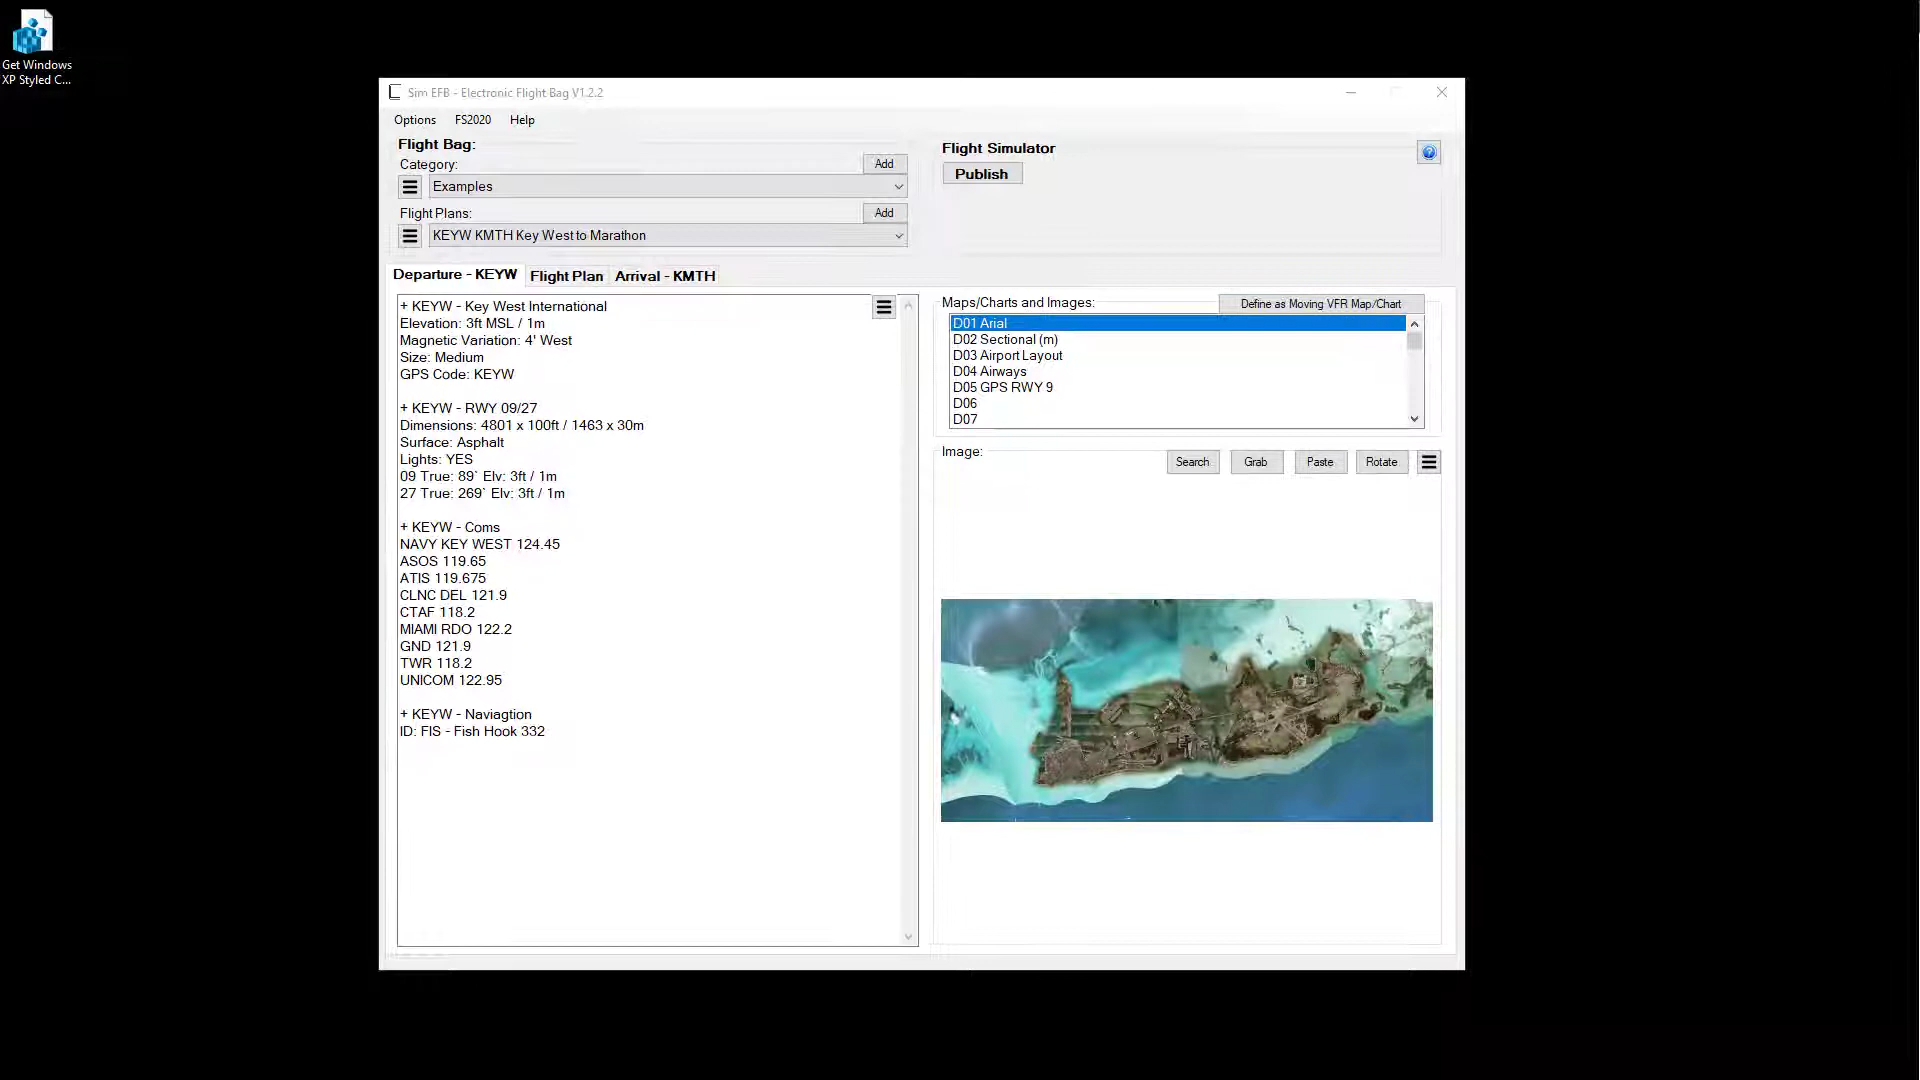 Get Windows
XP Styled C...
Sim EFB - Electronic Flight Bag V1.2.2
Options FS2020 Help
Flight Bag:
Category:
Add
Examples
Flight Plans:
Add
KEYW KMTH Key West to Marathon
Flight Simulator
Publish
Departure - KEYW Flight Plan Arrival - KMTH
+ KEYW - Key West International
Elevation: 3ft MSL / 1m
Magnetic Variation: 4' West
Size: Medium
GPS Code: KEYW
+ KEYW - RWY 09/27
Dimensions: 4801 x 100ft / 1463 x 30m
Surface: Asphalt
Lights: YES
09 True: 89` Elv: 3ft / 1m
27 True: 269` Elv: 3ft / 1m
+ KEYW - Coms
NAVY KEY WEST 124.45
ASOS 119.65
ATIS 119.675
CLNC DEL 121.9
CTAF 118.2
MIAMI RDO 122.2
GND 121.9
TWR 118.2
UNICOM 122.95
+ KEYW - Naviagtion
ID: FIS - Fish Hook 332
Maps/Charts and Images:
Define as Moving VFR Map/Chart
D01 Arial
D02 Sectional (m)
D03 Airport Layout
D04 Airways
D05 GPS RWY 9
D06
D07
Image:
Search Grab Paste Rotate